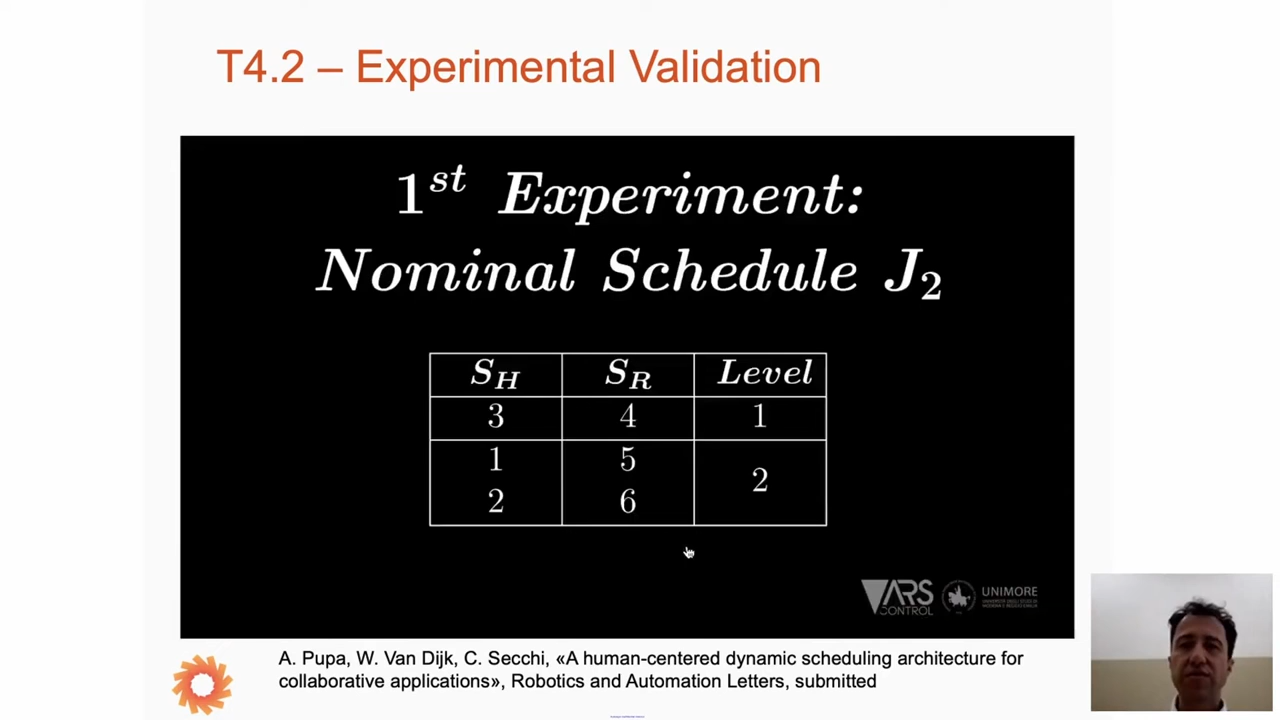 T4.2 – Experimental Validation
1st Experiment:
Nominal Schedule J2
SH SR Level
3 4 1
1 5
2
2 6
ARS
CONTROL
UNIMORE
A. Pupa, W. Van Dijk, C. Secchi, «A human-centered dynamic scheduling architecture for
collaborative applications», Robotics and Automation Letters, submitted